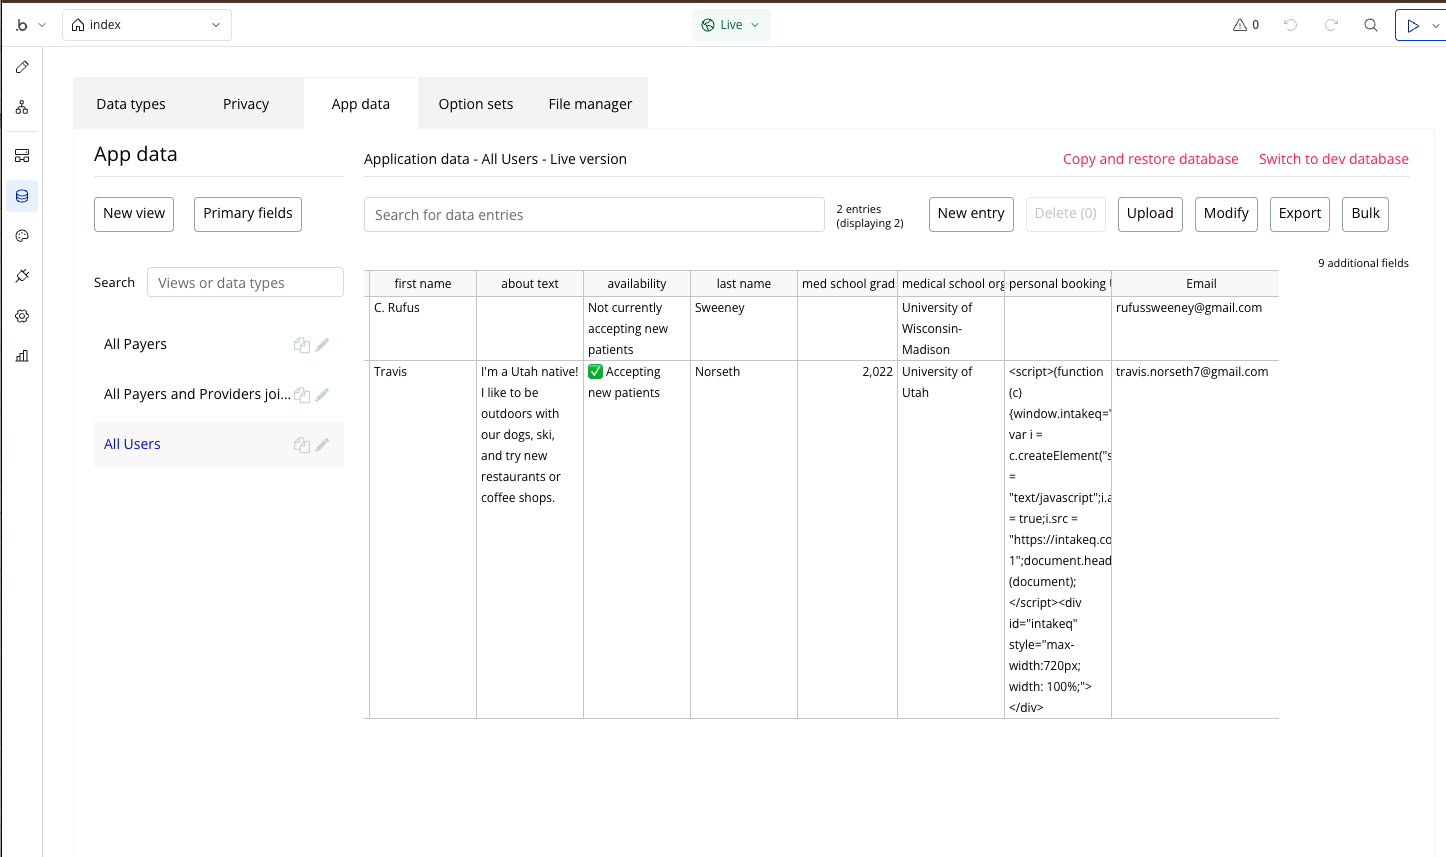 .b
index
Live
0
Data types
Privacy
App data
Option sets
File manager
App data
New view
Primary fields
Search
Views or data types
All Payers
All Payers and Providers joi...
All Users
Application data - All Users - Live version
Copy and restore database
Switch to dev database
Search for data entries
2 entries
(displaying 2)
New entry
Delete (0)
Upload
Modify
Export
Bulk
9 additional fields
first name
about text
availability
last name
med school grad
medical school org
personal booking
Email
C. Rufus
Not currently
accepting new
patients
Sweeney
University of
Wisconsin-
Madison
rufussweeney@gmail.com
Travis
I'm a Utah native!
I like to be
outdoors with
our dogs, ski,
and try new
restaurants or
coffee shops.
✅ Accepting
new patients
Norseth
2,022
University of
Utah
<script>(function
(c)
{window.intakeq="
var i =
c.createElement("s
=
"text/javascript";i.a
= true;i.src =
"https://intakeq.co
1";document.head
(document);
</script><div
id="intakeq"
style="max-
width:720px;
width: 100%;">
</div>
travis.norseth7@gmail.com